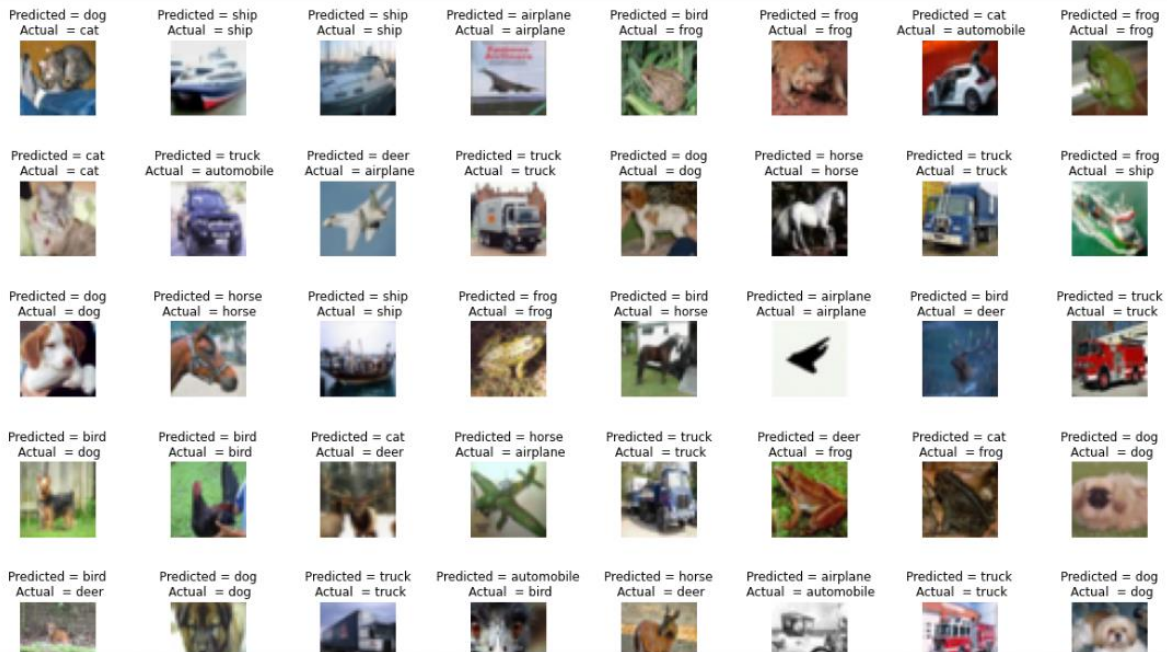 Predicted = dog
Actual = cat
Predicted = ship
Actual = ship
Predicted = ship
Actual = ship
Predicted = airplane
Actual = airplane
Predicted = bird
Actual = frog
Predicted = frog
Actual = frog
Predicted = cat
Actual = automobile
Predicted = frog
Actual = frog
Predicted = cat
Actual = cat
Predicted = truck
Actual = automobile
Predicted = deer
Actual = airplane
Predicted = truck
Actual = truck
Predicted = dog
Actual = dog
Predicted = horse
Actual = horse
Predicted = truck
Actual = truck
Predicted = frog
Actual = ship
Predicted = dog
Actual = dog
Predicted = horse
Actual = horse
Predicted = ship
Actual = ship
Predicted = frog
Actual = frog
Predicted = bird
Actual = horse
Predicted = airplane
Actual = airplane
Predicted = bird
Actual = deer
Predicted = truck
Actual = truck
Predicted = bird
Actual = dog
Predicted = bird
Actual = bird
Predicted = cat
Actual = deer
Predicted = horse
Actual = airplane
Predicted = truck
Actual = truck
Predicted = deer
Actual = frog
Predicted = cat
Actual = frog
Predicted = dog
Actual = dog
Predicted = bird
Actual = deer
Predicted = dog
Actual = dog
Predicted = truck
Actual = truck
Predicted = automobile
Actual = bird
Predicted = horse
Actual = deer
Predicted = airplane
Actual = automobile
Predicted = truck
Actual = truck
Predicted = dog
Actual = dog